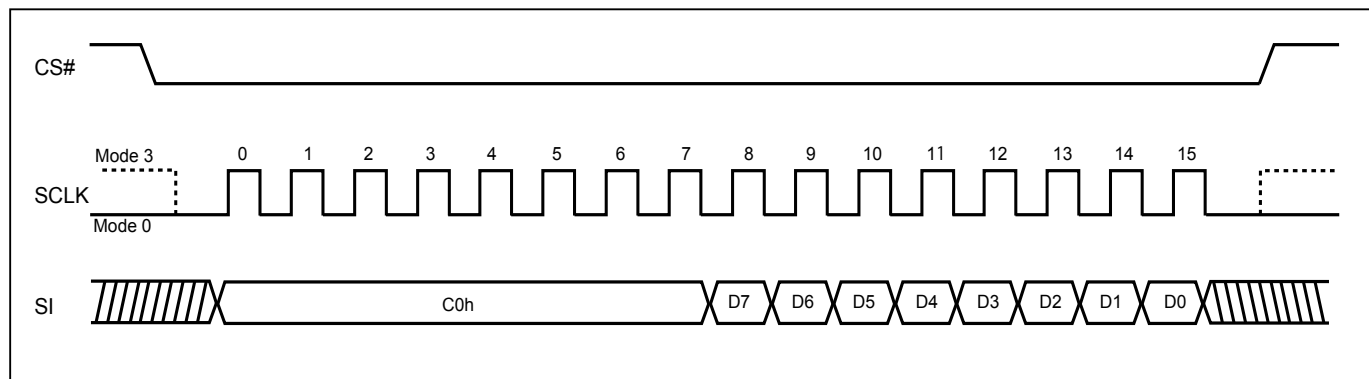 CS#
Mode 3 0 1 2 3 4 5 6 7 8 9 10 11 12 13 14 15
SCLK
Mode 0
SI C0h D7 D6 D5 D4 D3 D2 D1 D0